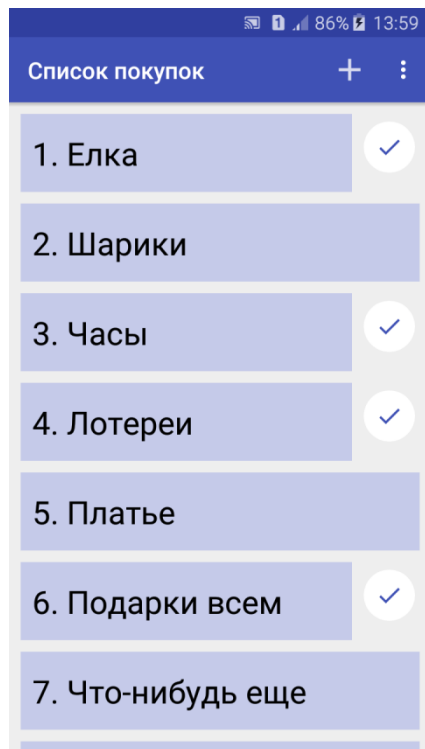 1 86% 13:59
Список покупок
1. Елка
2. Шарики
3. Часы
4. Лотереи
5. Платье
6. Подарки всем
7. Что-нибудь еще